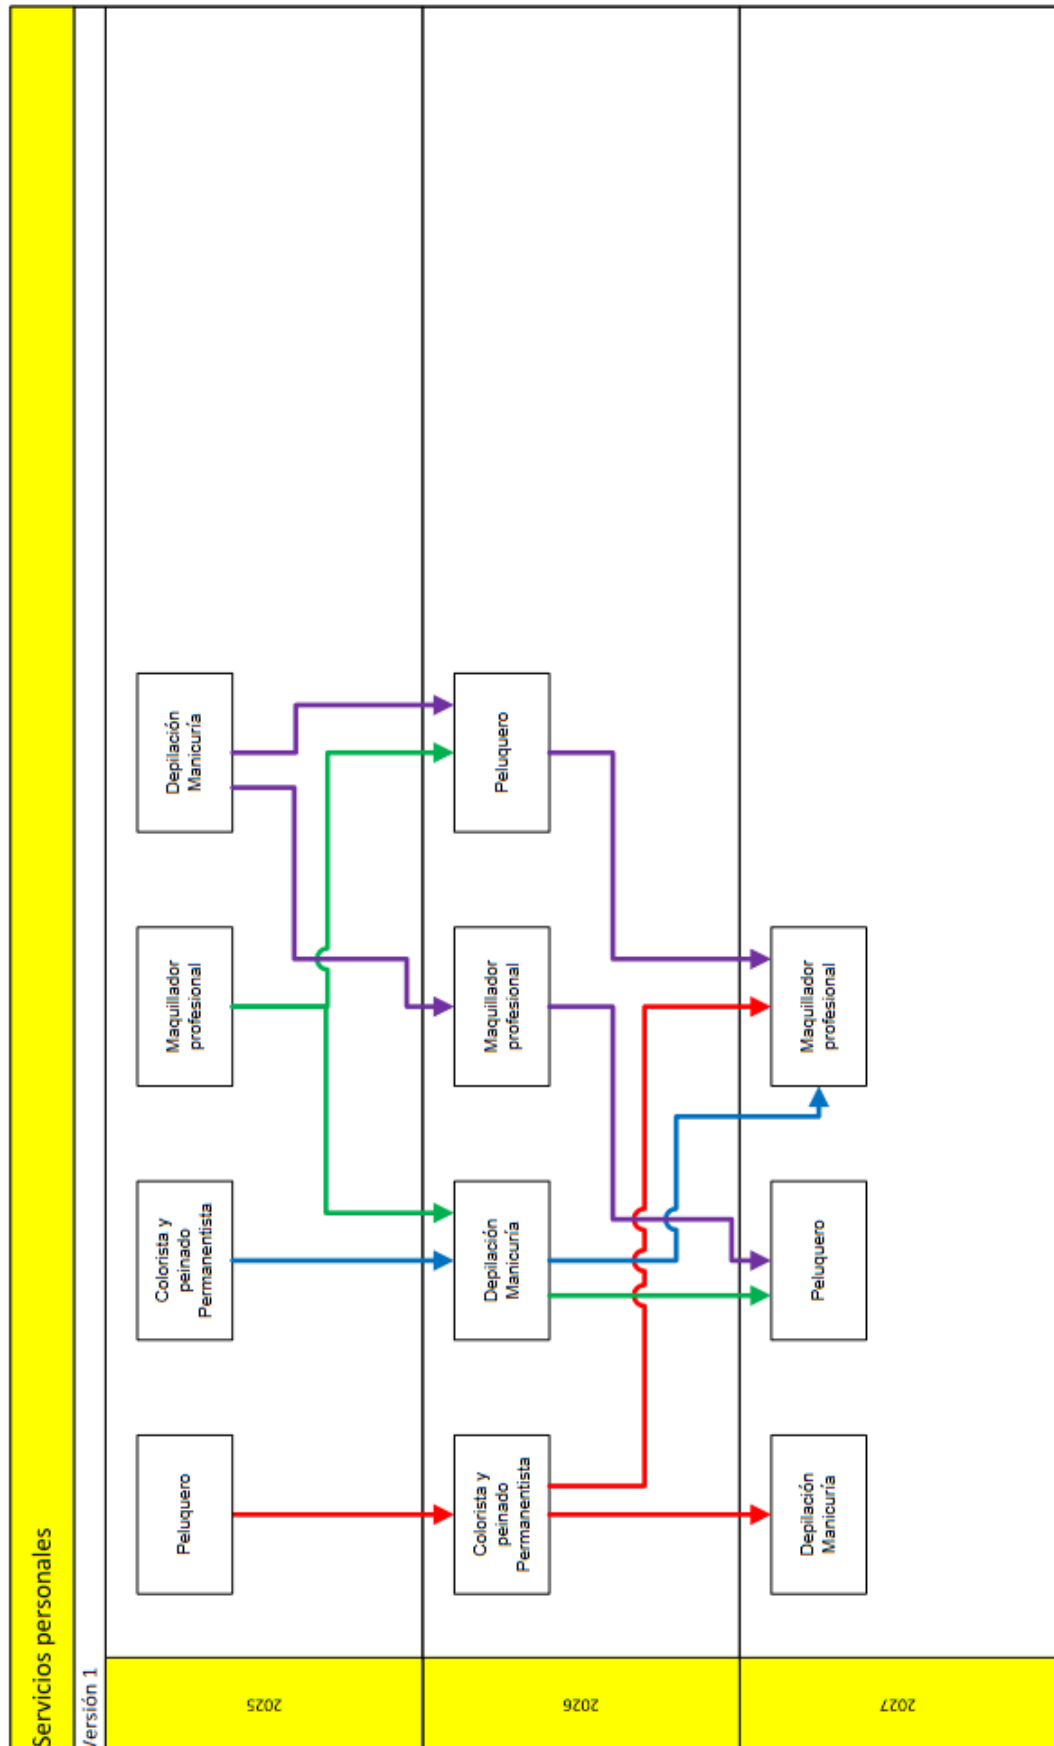 Servicios personales
Versión 1
2025
Peluquero
Colorista y
peinado
Permanentista
Maquillador
profesional
Depilación
Manicuría
2026
Colorista y
peinado
Permanentista
Depilación
Manicuría
Maquillador
profesional
Peluquero
2027
Depilación
Manicuría
Peluquero
Maquillador
profesional